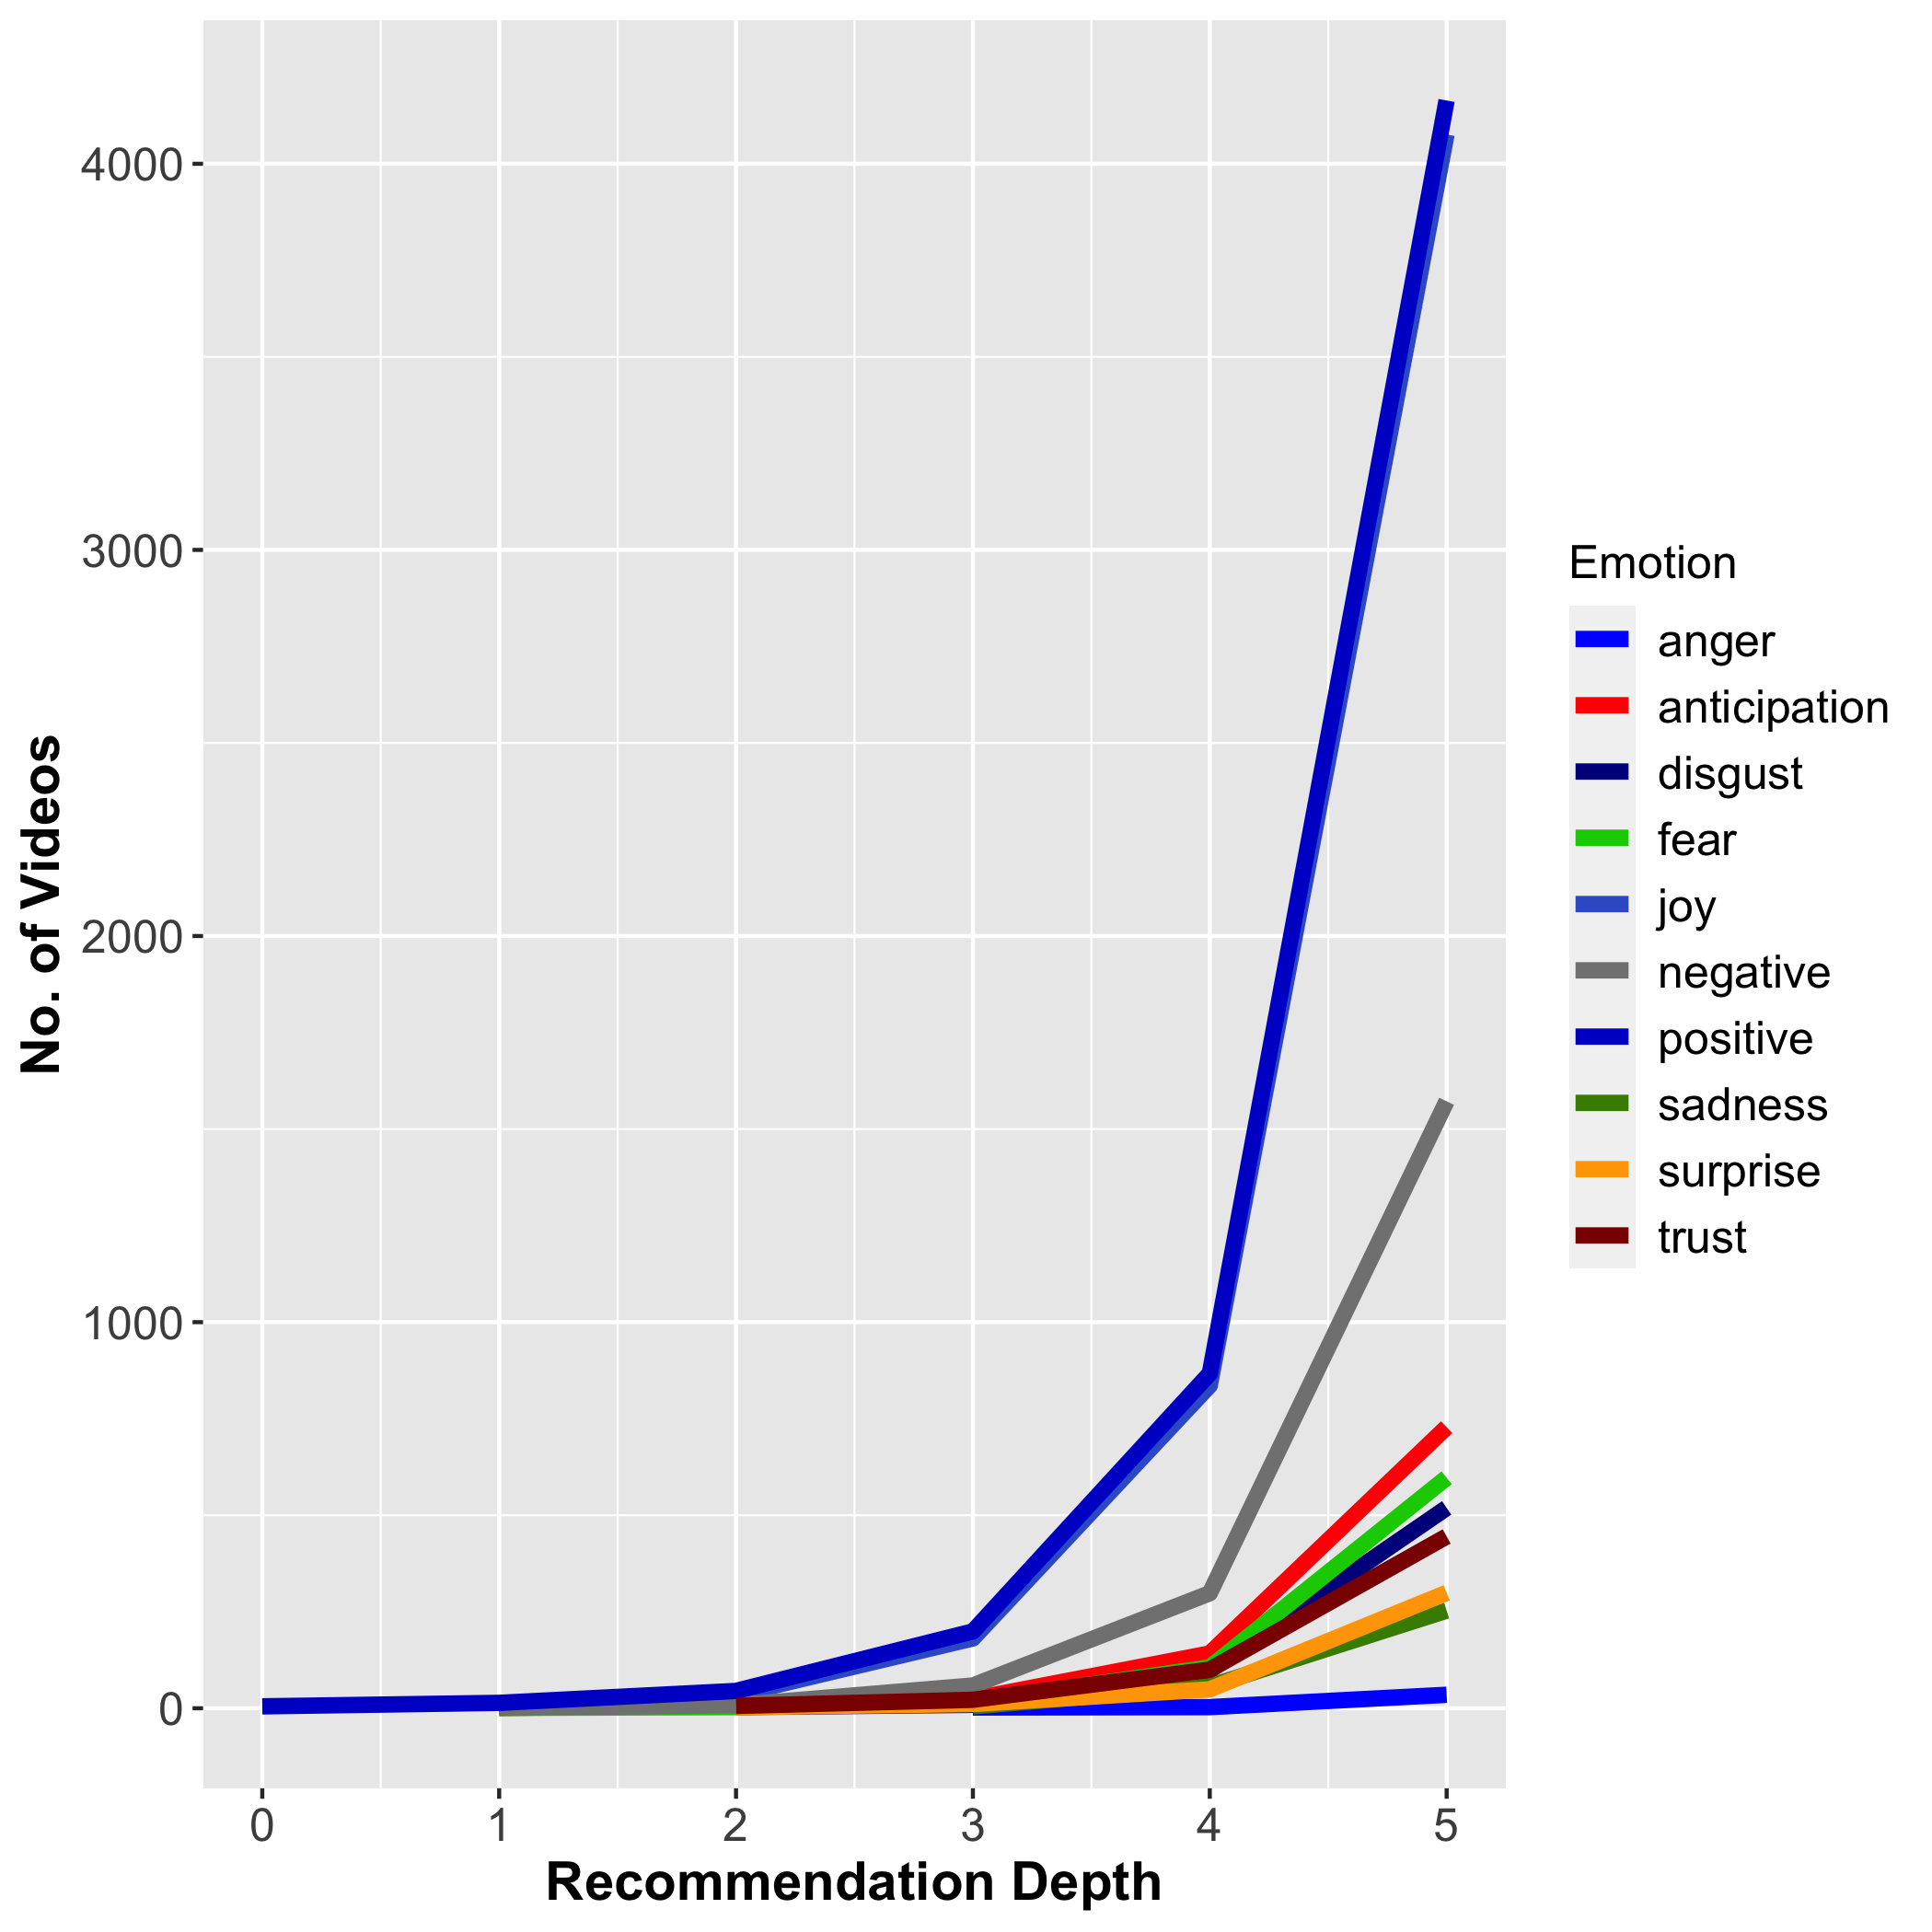 No. of Videos
4000
3000
2000
1000
0
0 1 2 3 4 5
Recommendation Depth
Emotion
anger
anticipation
disgust
fear
joy
negative
positive
sadness
surprise
trust